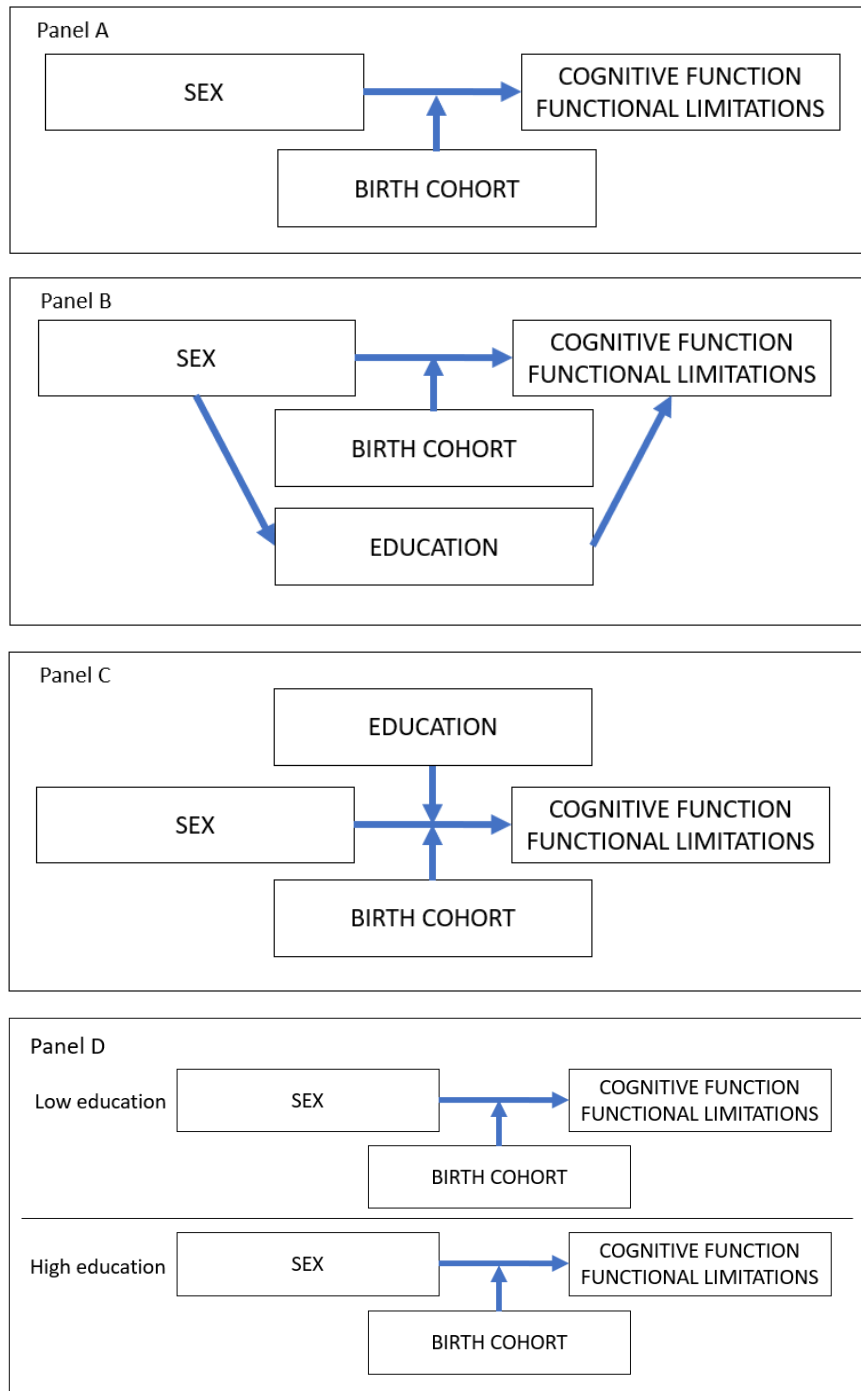 Panel A
SEX
COGNITIVE FUNCTION
FUNCTIONAL LIMITATIONS
BIRTH COHORT
Panel B
SEX
COGNITIVE FUNCTION
FUNCTIONAL LIMITATIONS
BIRTH COHORT
EDUCATION
Panel C
EDUCATION
SEX
COGNITIVE FUNCTION
FUNCTIONAL LIMITATIONS
BIRTH COHORT
Panel D
Low education
SEX
COGNITIVE FUNCTION
FUNCTIONAL LIMITATIONS
BIRTH COHORT
High education
SEX
COGNITIVE FUNCTION
FUNCTIONAL LIMITATIONS
BIRTH COHORT